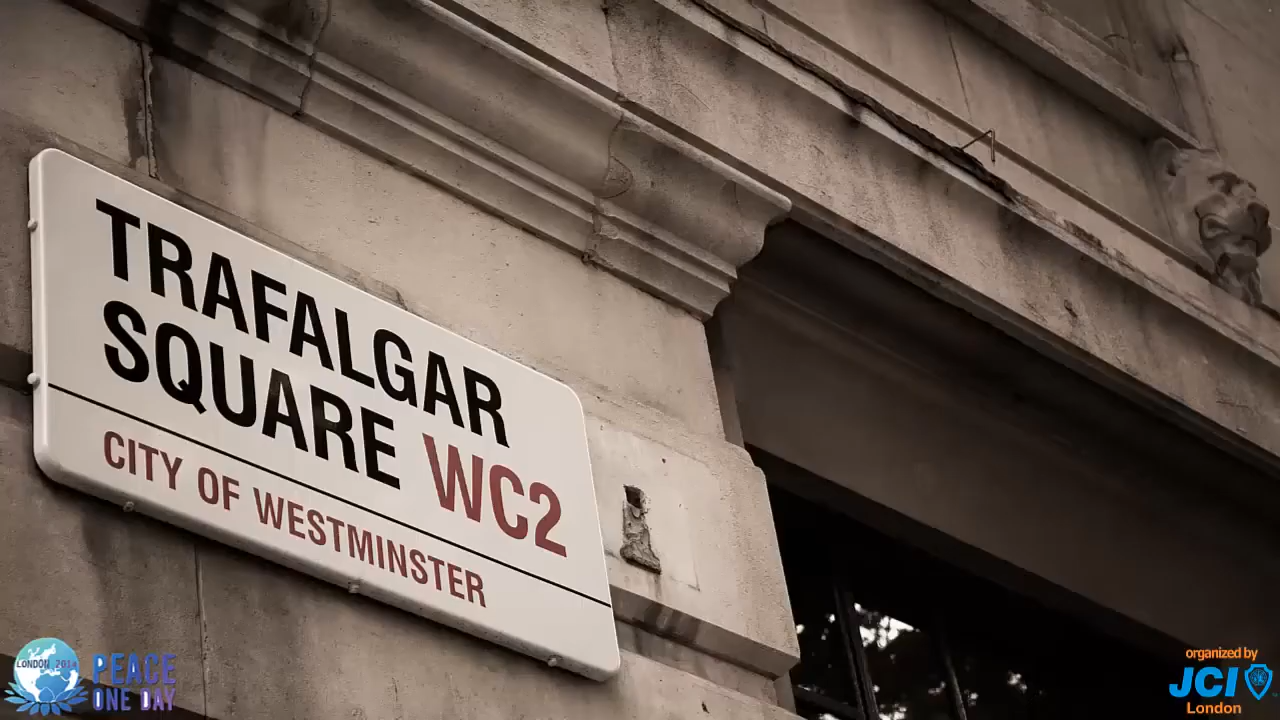 TRAFALGAR
SQUARE WC2
CITY OF WESTMINSTER
LONDON 2014
PEACE
ONE DAY
organized by
JCI
London